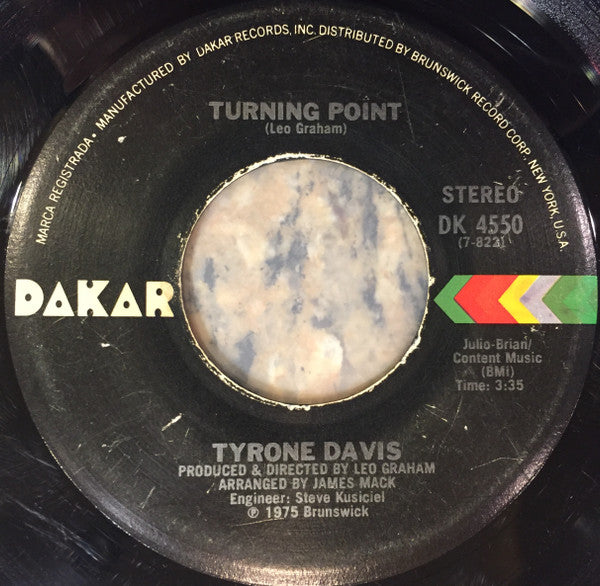 MARCA REGISTRADA • MANUFACTURED BY DAKAR RECORDS, INC. DISTRIBUTED BY BRUNSWICK RECORD CORP. NEW YORK, U.S.A.
TURNING POINT
(Leo Graham)
STEREO
DK 4550
(7-8221)
DAKAR
Julio-Brian/
Content Music
(BMI)
Time: 3:35
TYRONE DAVIS
PRODUCED & DIRECTED BY LEO GRAHAM
ARRANGED BY JAMES MACK
Engineer: Steve Kusiciel
℗ 1975 Brunswick